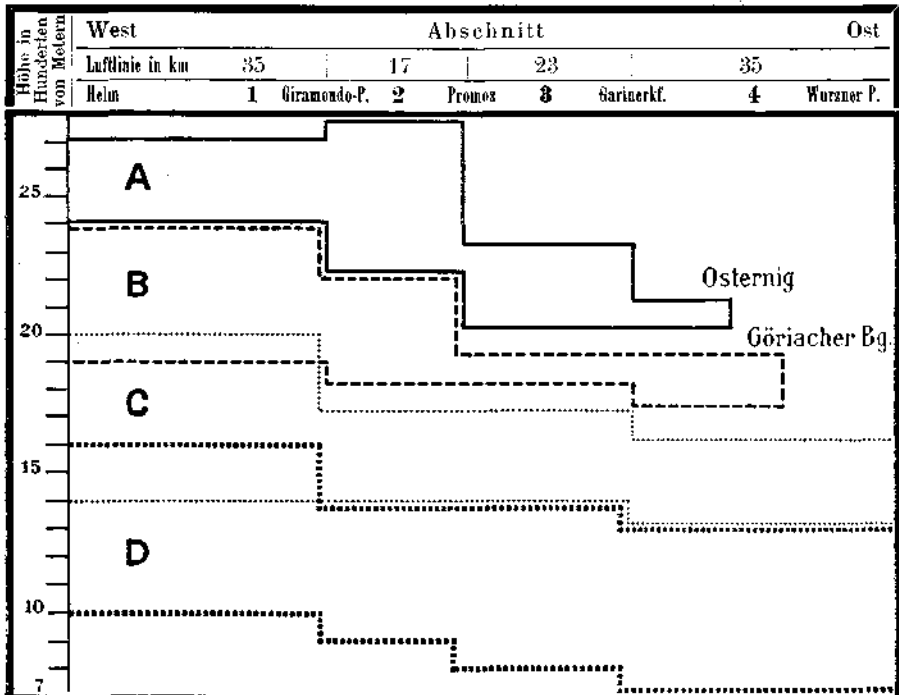 Höhe in
Hunderten
von Metern
West Abschnitt Ost
Luftlinie in km 35 17 23 35
Helm 1 Giramondo-P. 2 Promos 3 Garinerkf. 4 Wurzner P.
A
25
B
Osternig
20
Göriacher Bg.
C
15
D
10
7